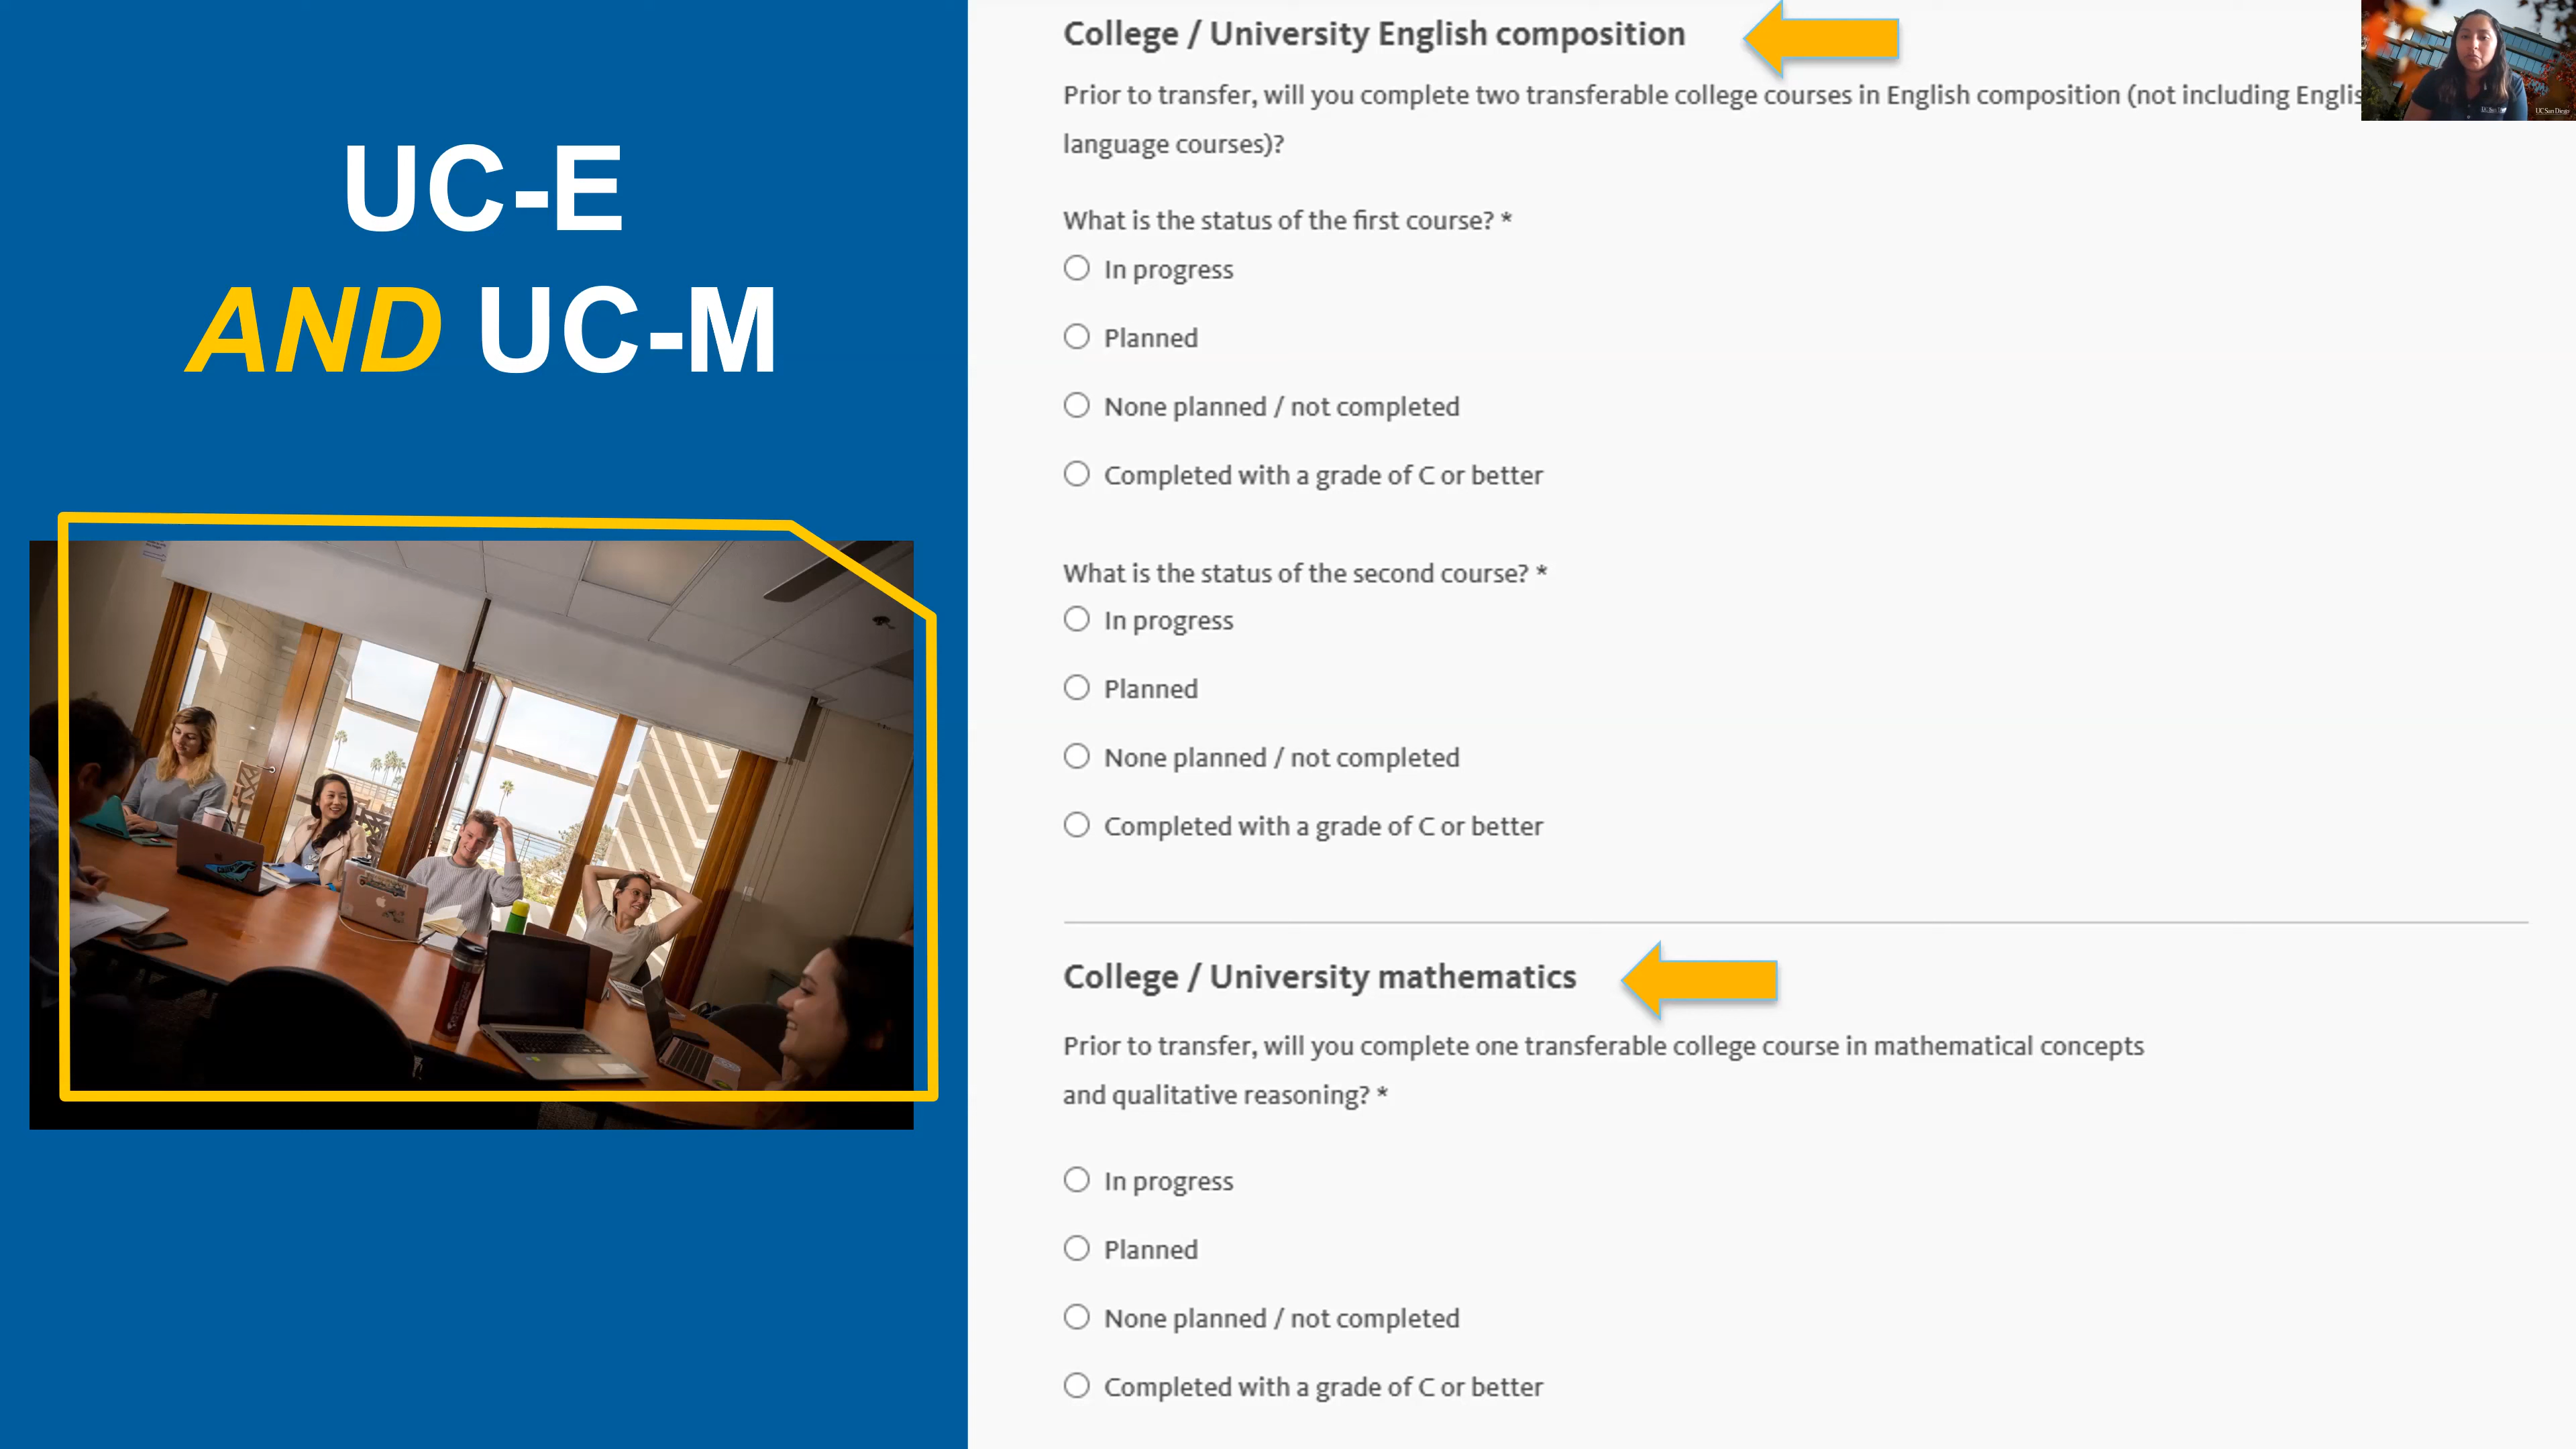 UC-E
AND UC-M
College / University English composition
Prior to transfer, will you complete two transferable college courses in English composition (not including
language courses)?
What is the status of the first course? *
In progress
Planned
None planned / not completed
Completed with a grade of C or better
What is the status of the second course? *
In progress
Planned
None planned / not completed
Completed with a grade of C or better
College / University mathematics
Prior to transfer, will you complete one transferable college course in mathematical concepts
and qualitative reasoning? *
In progress
Planned
None planned / not completed
Completed with a grade of C or better
UC San Diego